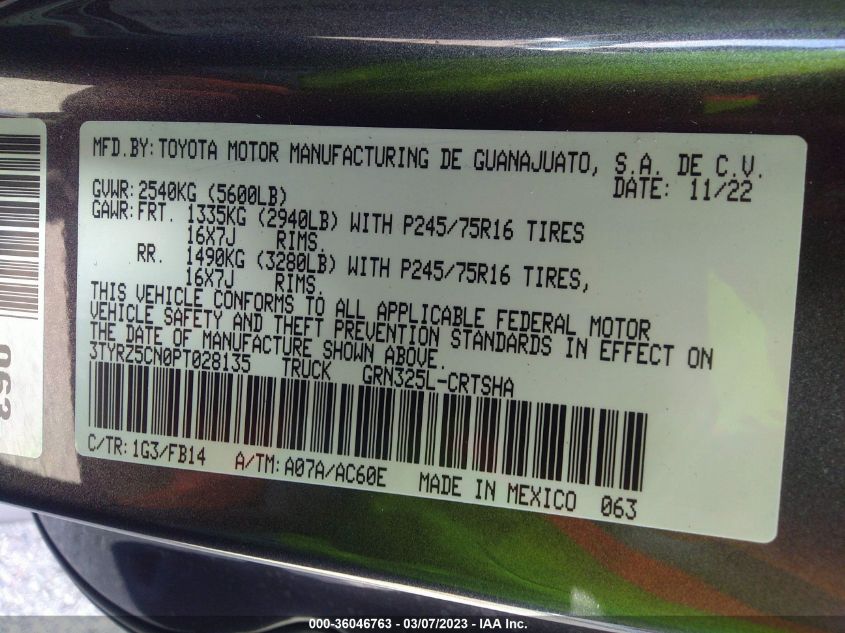 MFD.BY:TOYOTA MOTOR MANUFACTURING DE GUANAJUATO, S.A. DE C.V.
GVWR:2540KG (5600LB) DATE: 11/22
GAWR:FRT. 1335KG (2940LB) WITH P245/75R16 TIRES
16X7J RIMS.
RR. 1490KG (3280LB) WITH P245/75R16 TIRES,
16X7J RIMS.
THIS VEHICLE CONFORMS TO ALL APPLICABLE FEDERAL MOTOR
VEHICLE SAFETY AND THEFT PREVENTION STANDARDS IN EFFECT ON
THE DATE OF MANUFACTURE SHOWN ABOVE.
3TYRZ5CN0PT028135 TRUCK GRN325L-CRTSHA
C/TR:1G3/FB14 A/TM:A07A/AC60E MADE IN MEXICO 063
063
000-36046763 — 03/07/2023 — IAA Inc.